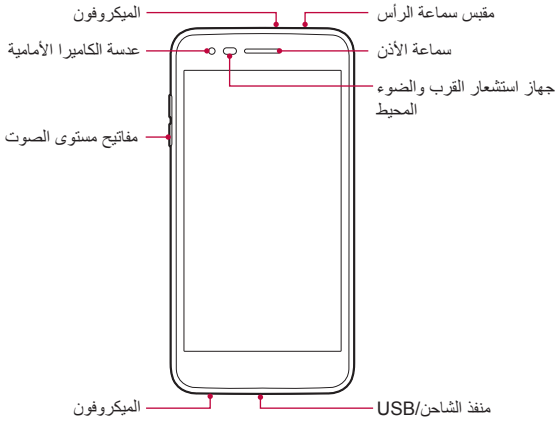 مقبس سماعة الرأس
الميكروفون
سماعة الأذن
عدسة الكاميرا الأمامية
جهاز استشعار القرب والضوء
المحيط
مفاتيح مستوى الصوت
منفذ الشاحن/USB
الميكروفون